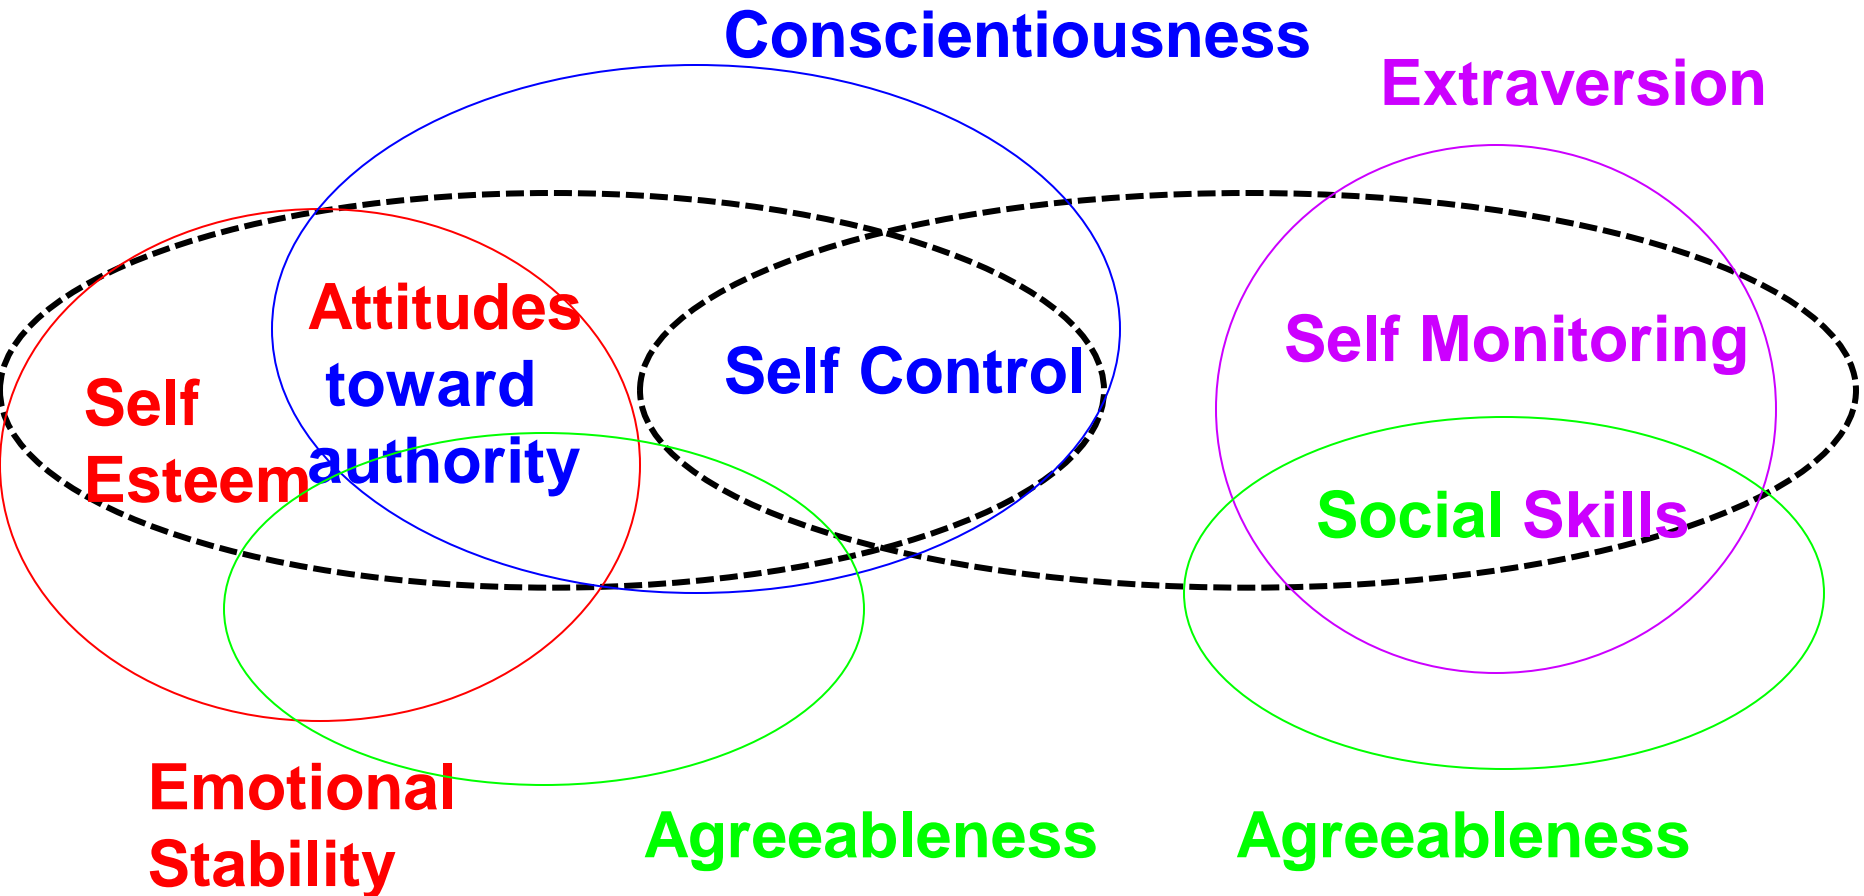 Conscientiousness
Extraversion
Attitudes
toward
authority
Self Control
Self Monitoring
Self
Esteem
Social Skills
Emotional
Stability
Agreeableness
Agreeableness